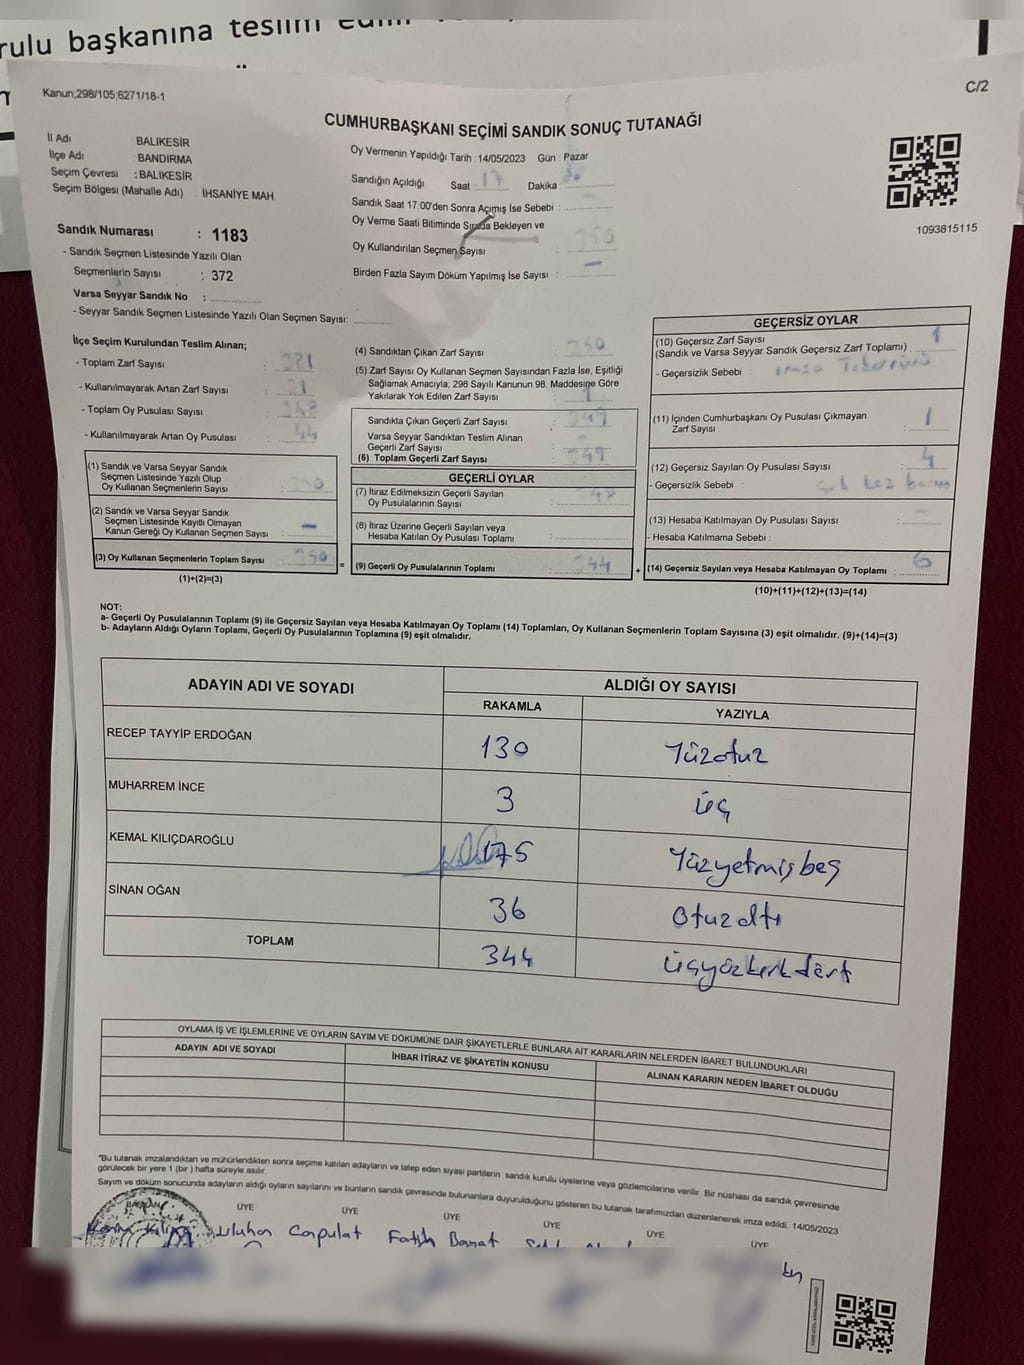 rulu başkanına teslim
Kanun;298/105;6271/18-1
C/2
CUMHURBAŞKANI SEÇİMİ SANDIK SONUÇ TUTANAĞI
İl Adı : BALIKESİR
İlçe Adı : BANDIRMA
Seçim Çevresi : BALIKESİR
Seçim Bölgesi (Mahalle Adı) : İHSANİYE MAH.
Oy Vermenin Yapıldığı Tarih : 14/05/2023 Gün : Pazar
Sandığın Açıldığı Saat : 17 Dakika :
Sandık Saat 17:00'den Sonra Açımış İse Sebebi :
Oy Verme Saati Bitiminde Sırada Bekleyen ve
Oy Kullandırılan Seçmen Sayısı :
Birden Fazla Sayım Döküm Yapılmış İse Sayısı : –
1093815115
Sandık Numarası : 1183
- Sandık Seçmen Listesinde Yazılı Olan
Seçmenlerin Sayısı : 372
Varsa Seyyar Sandık No :
- Seyyar Sandık Seçmen Listesinde Yazılı Olan Seçmen Sayısı:
İlçe Seçim Kurulundan Teslim Alınan;
- Toplam Zarf Sayısı :
- Kullanılmayarak Artan Zarf Sayısı :
- Toplam Oy Pusulası Sayısı :
- Kullanılmayarak Artan Oy Pusulası : 44
(1) Sandık ve Varsa Seyyar Sandık
Seçmen Listesinde Yazılı Olup
Oy Kullanan Seçmenlerin Sayısı : 350
(2) Sandık ve Varsa Seyyar Sandık
Seçmen Listesinde Kayıtlı Olmayan
Kanun Gereği Oy Kullanan Seçmen Sayısı : –
(3) Oy Kullanan Seçmenlerin Toplam Sayısı : 350
(1)+(2)=(3)
(4) Sandıktan Çıkan Zarf Sayısı : 350
(5) Zarf Sayısı Oy Kullanan Seçmen Sayısından Fazla İse, Eşitliği
Sağlamak Amacıyla; 298 Sayılı Kanunun 98. Maddesine Göre
Yakılarak Yok Edilen Zarf Sayısı :
Sandıkta Çıkan Geçerli Zarf Sayısı : 349
Varsa Seyyar Sandıktan Teslim Alınan
Geçerli Zarf Sayısı :
(6) Toplam Geçerli Zarf Sayısı : 349
GEÇERLİ OYLAR
(7) İtiraz Edilmeksizin Geçerli Sayılan
Oy Pusulalarının Sayısı :
(8) İtiraz Üzerine Geçerli Sayılan veya
Hesaba Katılan Oy Pusulası Toplamı :
= (9) Geçerli Oy Pusulalarının Toplamı : 344
GEÇERSİZ OYLAR
(10) Geçersiz Zarf Sayısı
(Sandık ve Varsa Seyyar Sandık Geçersiz Zarf Toplamı) : 1
- Geçersizlik Sebebi : imza Tekerrürü
(11) İçinden Cumhurbaşkanı Oy Pusulası Çıkmayan
Zarf Sayısı : 1
(12) Geçersiz Sayılan Oy Pusulası Sayısı : 4
- Geçersizlik Sebebi :
(13) Hesaba Katılmayan Oy Pusulası Sayısı :
- Hesaba Katılmama Sebebi :
+ (14) Geçersiz Sayılan veya Hesaba Katılmayan Oy Toplamı : 6
(10)+(11)+(12)+(13)=(14)
NOT:
a- Geçerli Oy Pusulalarının Toplamı (9) ile Geçersiz Sayılan veya Hesaba Katılmayan Oy Toplamı (14) Toplamları, Oy Kullanan Seçmenlerin Toplam Sayısına (3) eşit olmalıdır. (9)+(14)=(3)
b- Adayların Aldığı Oyların Toplamı, Geçerli Oy Pusulalarının Toplamına (9) eşit olmalıdır.
ADAYIN ADI VE SOYADI
ALDIĞI OY SAYISI
RAKAMLA YAZIYLA
RECEP TAYYİP ERDOĞAN 130 Yüzotuz
MUHARREM İNCE 3 üç
KEMAL KILIÇDAROĞLU 175 Yüzyetmişbeş
SİNAN OĞAN 36 Otuzaltı
TOPLAM 344 üçyüzkırkdört
OYLAMA İŞ VE İŞLEMLERİNE VE OYLARIN SAYIM VE DÖKÜMÜNE DAİR ŞİKAYETLERLE BUNLARA AİT KARARLARIN NELERDEN İBARET BULUNDUKLARI
ADAYIN ADI VE SOYADI İHBAR İTİRAZ VE ŞİKAYETİN KONUSU ALINAN KARARIN NEDEN İBARET OLDUĞU
*Bu tutanak imzalandıktan ve mühürlendikten sonra seçime katılan adayların ve talep eden siyasi partilerin sandık kurulu üyelerine veya gözlemcilerine verilir. Bir nüshası da sandık çevresinde
görülecek bir yere 1 (bir ) hafta süreyle asılır.
Sayım ve döküm sonucunda adayların aldığı oyların sayılarını ve bunların sandık çevresinde bulunanlara duyurulduğunu gösteren bu tutanak tarafımızdan düzenlenerek imza edildi. 14/05/2023
BAŞKAN ÜYE ÜYE ÜYE ÜYE ÜYE ÜYE
Fatih